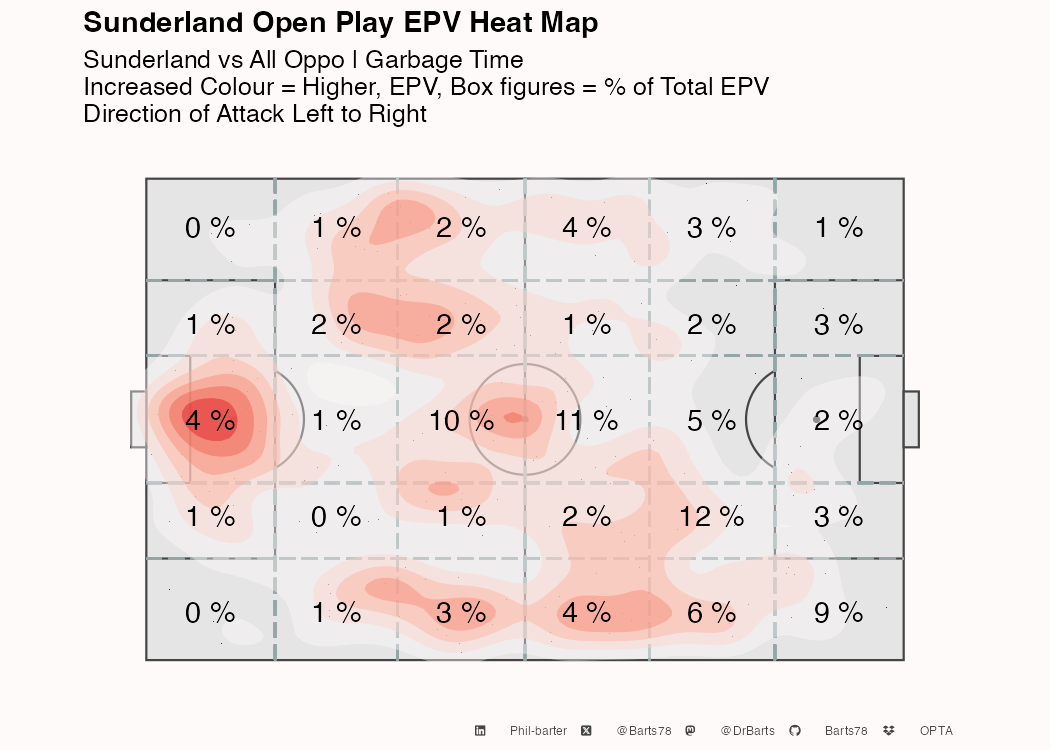 Sunderland Open Play EPV Heat Map
Sunderland vs All Oppo | Garbage Time
Increased Colour = Higher, EPV, Box figures = % of Total EPV
Direction of Attack Left to Right
0 % 1 % 2 % 4 % 3 % 1 %
1 % 2 % 2 % 1 % 2 % 3 %
4 % 1 % 10 % 11 % 5 % 2 %
1 % 0 % 1 % 2 % 12 % 3 %
0 % 1 % 3 % 4 % 6 % 9 %
Phil-barter @Barts78 @DrBarts Barts78 OPTA